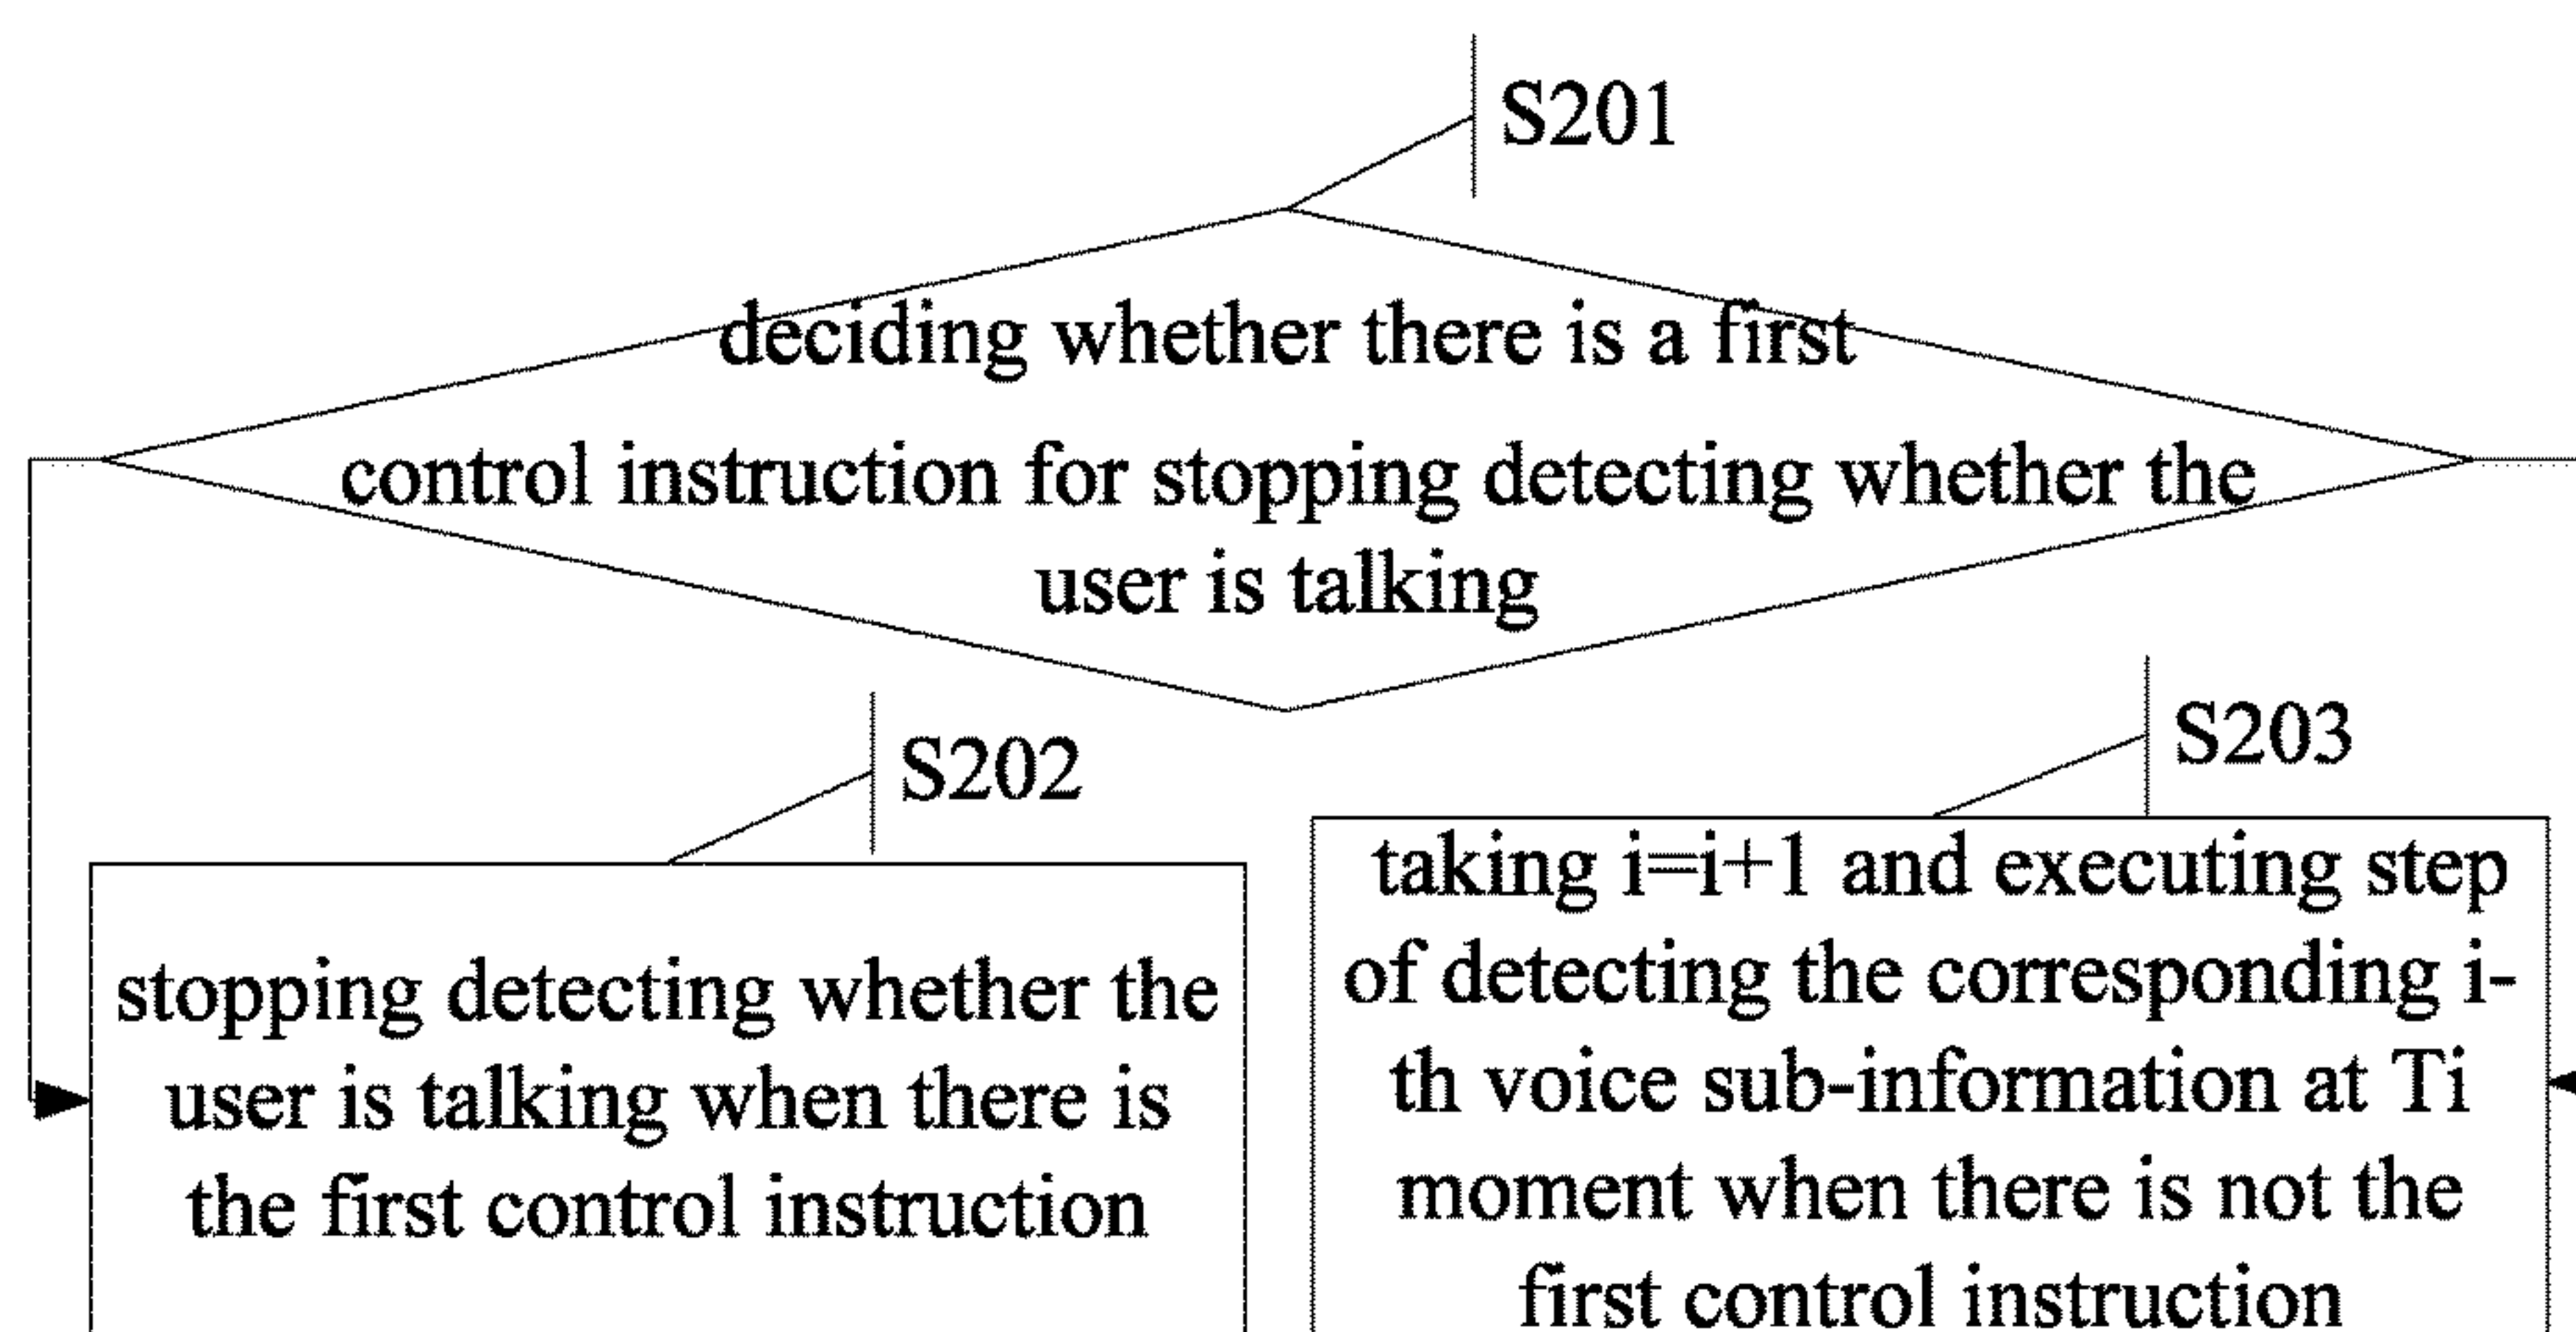 S201
deciding whether there is a first
control instruction for stopping detecting whether the
user is talking
S202
stopping detecting whether the
user is talking when there is
the first control instruction
S203
taking i=i+1 and executing step
of detecting the corresponding i-
th voice sub-information at Ti
moment when there is not the
first control instruction